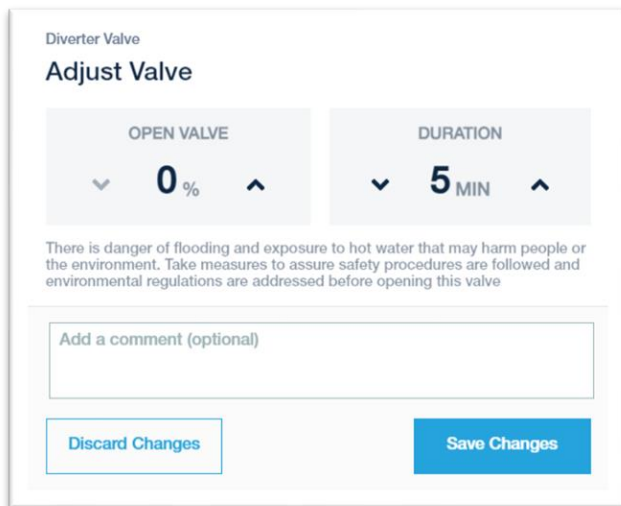 Diverter Valve
Adjust Valve
OPEN VALVE
0 %
DURATION
5 MIN
There is danger of flooding and exposure to hot water that may harm people or
the environment. Take measures to assure safety procedures are followed and
environmental regulations are addressed before opening this valve
Add a comment (optional)
Discard Changes
Save Changes